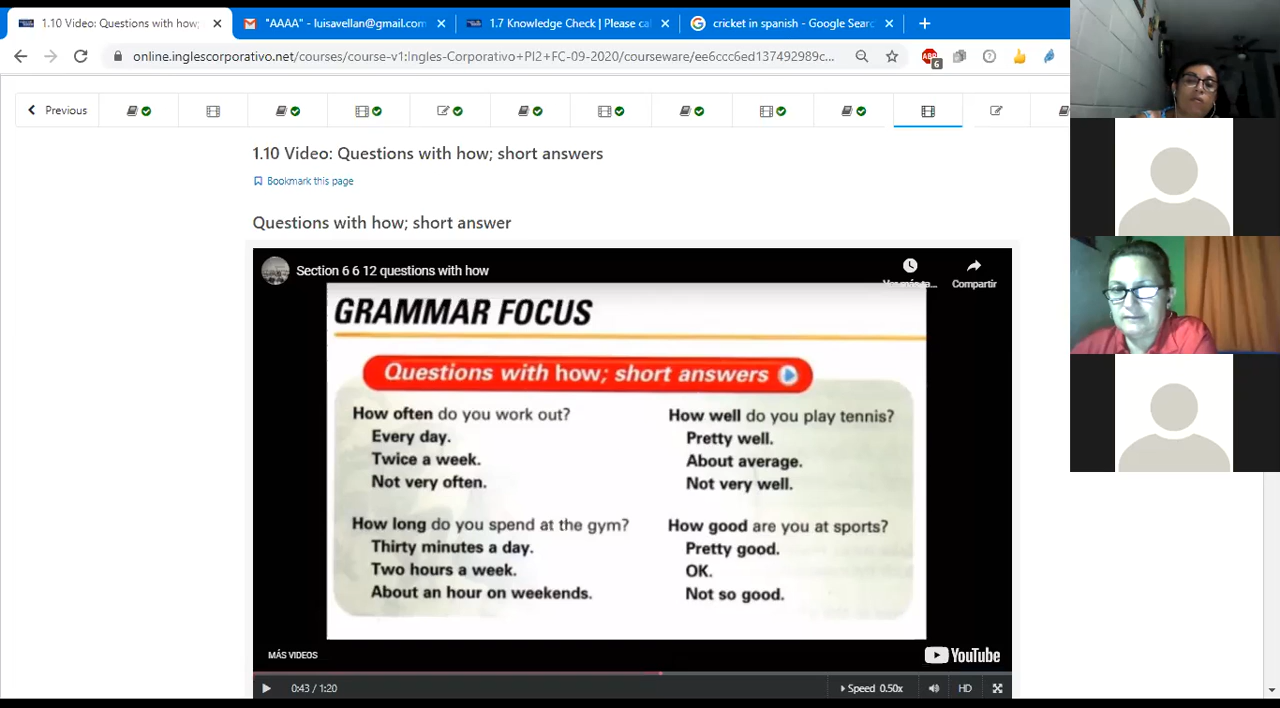 1.10 Video: Questions with how;
"AAAA" - luisavellan@gmail.com
1.7 Knowledge Check | Please ca
cricket in spanish - Google Sear
online.inglescorporativo.net/courses/course-v1:Ingles-Corporativo+PI2+FC-09-2020/courseware/ee6ccc6ed137492989c...
6
Previous
1.10 Video: Questions with how; short answers
Bookmark this page
Questions with how; short answer
Section 6 6 12 questions with how
Compartir
GRAMMAR FOCUS
Questions with how; short answers
How often do you work out?
Every day.
Twice a week.
Not very often.
How well do you play tennis?
Pretty well.
About average.
Not very well.
How long do you spend at the gym?
Thirty minutes a day.
Two hours a week.
About an hour on weekends.
How good are you at sports?
Pretty good.
OK.
Not so good.
MÁS VIDEOS
YouTube
0:43 / 1:20
Speed 0.50x
HD